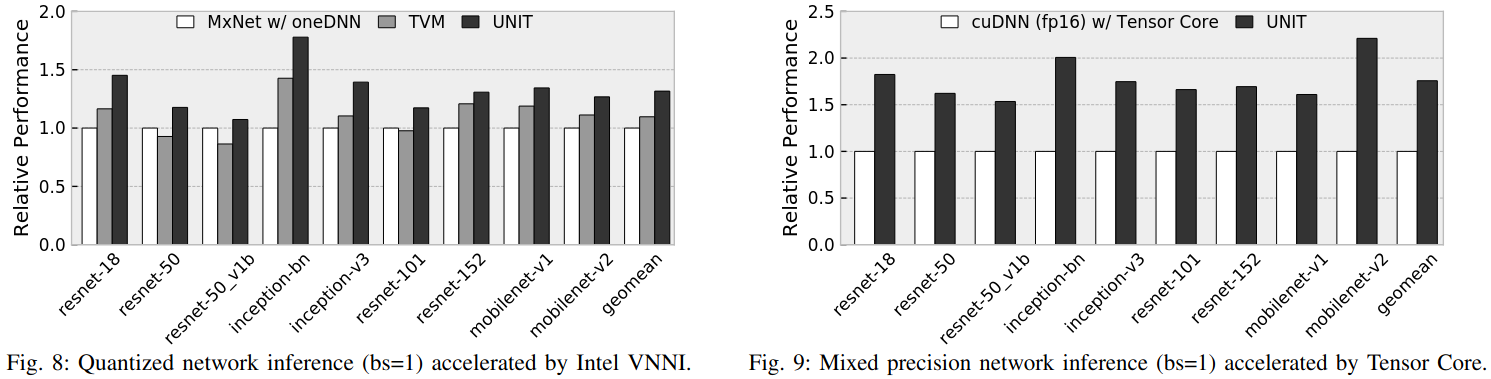 MxNet w/ oneDNN TVM UNIT
Relative Performance
2.0
1.5
1.0
0.5
0.0
resnet-18
resnet-50
resnet-50_v1b
inception-bn
inception-v3
resnet-101
resnet-152
mobilenet-v1
mobilenet-v2
geomean
Fig. 8: Quantized network inference (bs=1) accelerated by Intel VNNI.
cuDNN (fp16) w/ Tensor Core UNIT
Relative Performance
2.5
2.0
1.5
1.0
0.5
0.0
resnet-18
resnet-50
resnet-50_v1b
inception-bn
inception-v3
resnet-101
resnet-152
mobilenet-v1
mobilenet-v2
geomean
Fig. 9: Mixed precision network inference (bs=1) accelerated by Tensor Core.